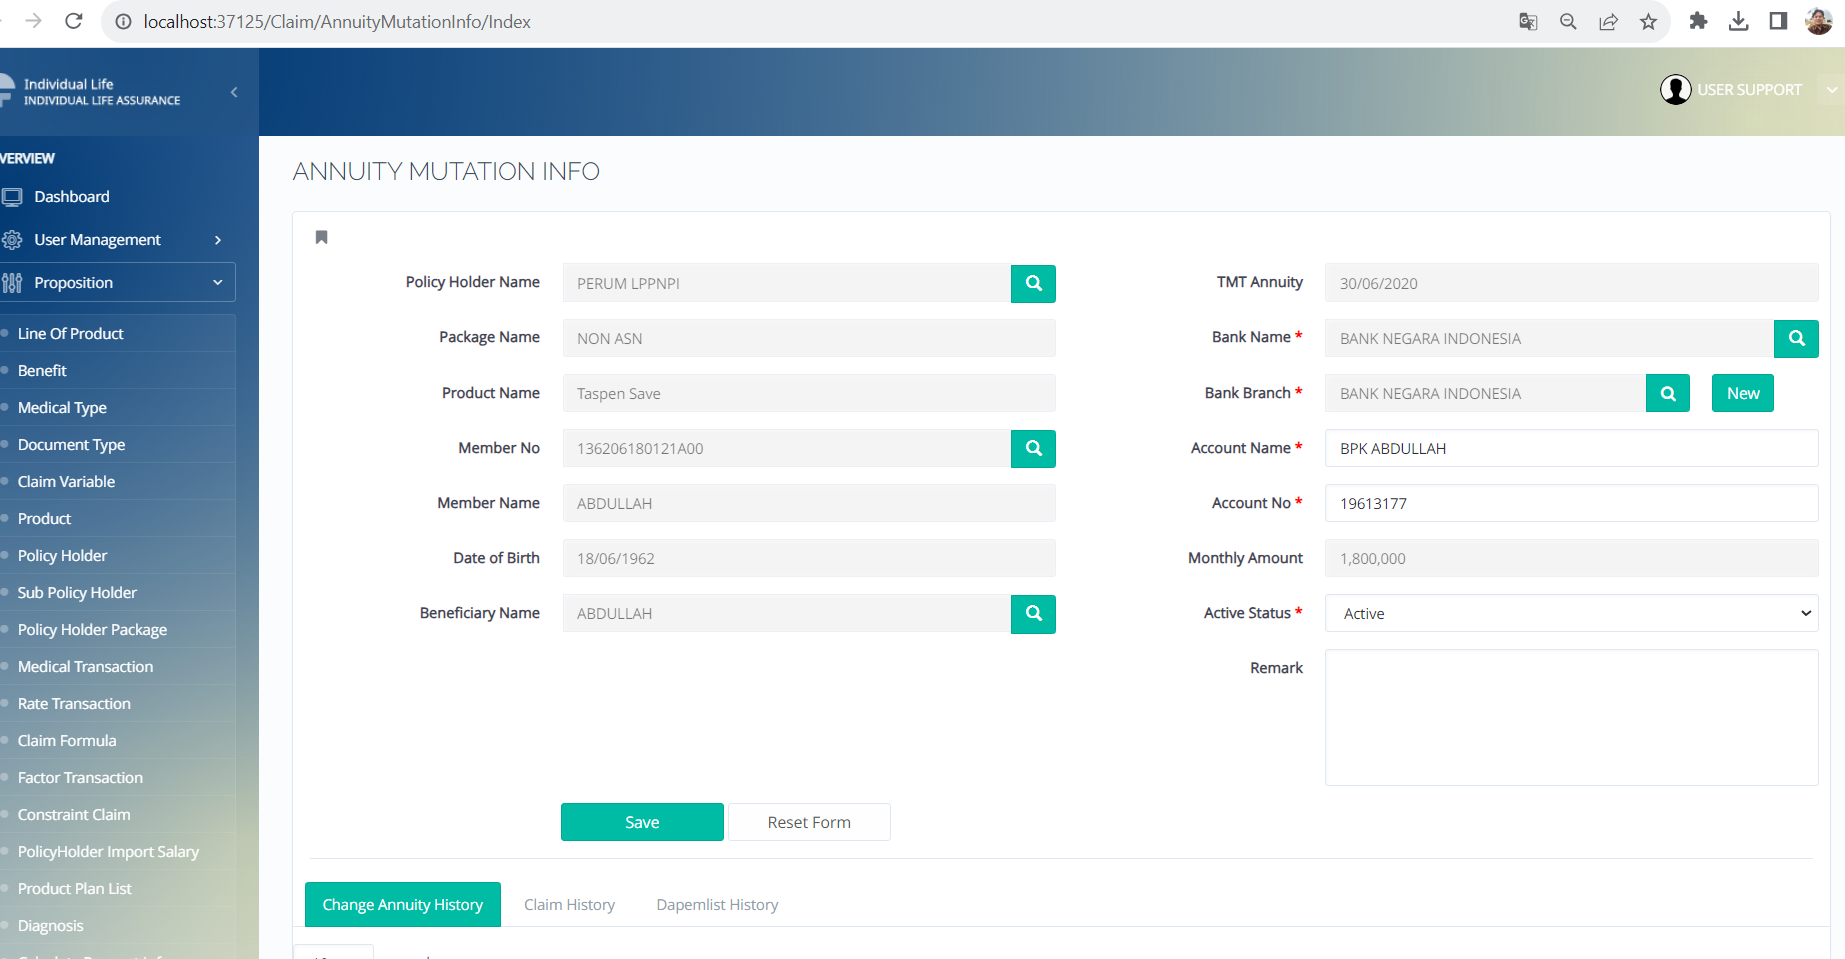 localhost:37125/Claim/AnnuityMutationInfo/Index
Individual Life
INDIVIDUAL LIFE ASSURANCE
USER SUPPORT
VERVIEW
Dashboard
User Management
Proposition
Line Of Product
Benefit
Medical Type
Document Type
Claim Variable
Product
Policy Holder
Sub Policy Holder
Policy Holder Package
Medical Transaction
Rate Transaction
Claim Formula
Factor Transaction
Constraint Claim
PolicyHolder Import Salary
Product Plan List
Diagnosis
ANNUITY MUTATION INFO
Policy Holder Name PERUM LPPNPI
Package Name NON ASN
Product Name Taspen Save
Member No 136206180121A00
Member Name ABDULLAH
Date of Birth 18/06/1962
Beneficiary Name ABDULLAH
TMT Annuity 30/06/2020
Bank Name * BANK NEGARA INDONESIA
Bank Branch * BANK NEGARA INDONESIA New
Account Name * BPK ABDULLAH
Account No * 19613177
Monthly Amount 1,800,000
Active Status * Active
Remark
Save Reset Form
Change Annuity History Claim History Dapemlist History